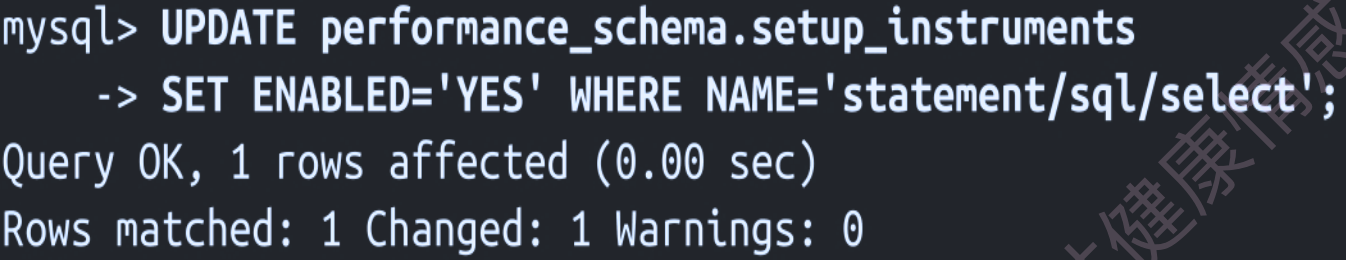 mysql> UPDATE performance_schema.setup_instruments
    -> SET ENABLED='YES' WHERE NAME='statement/sql/select';
Query OK, 1 rows affected (0.00 sec)
Rows matched: 1 Changed: 1 Warnings: 0
健康情感